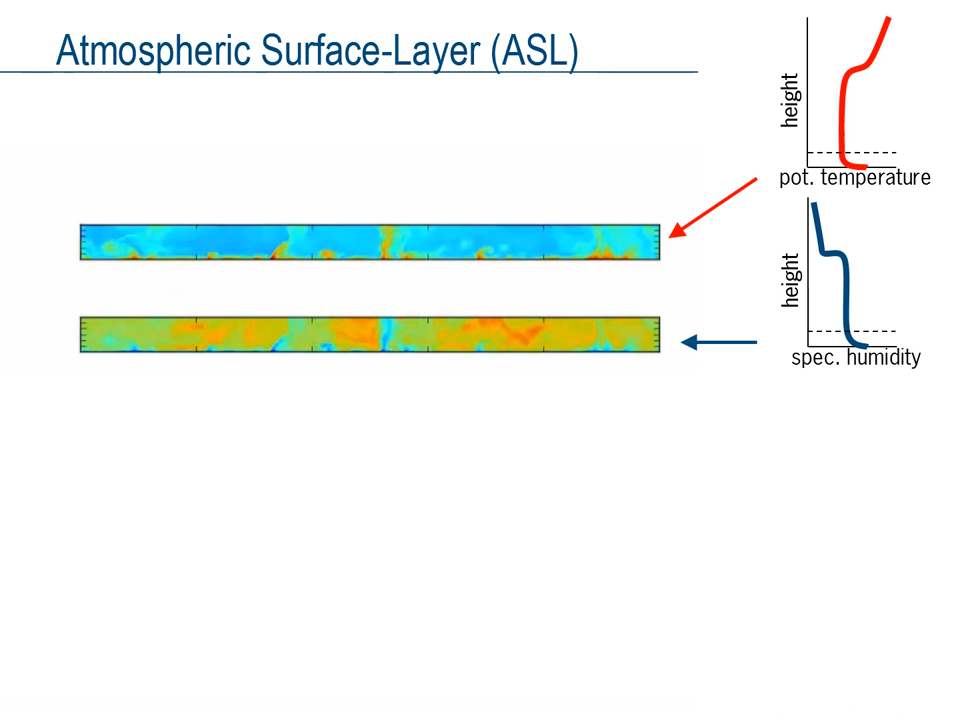 Atmospheric Surface-Layer (ASL)
height
pot. temperature
height
spec. humidity